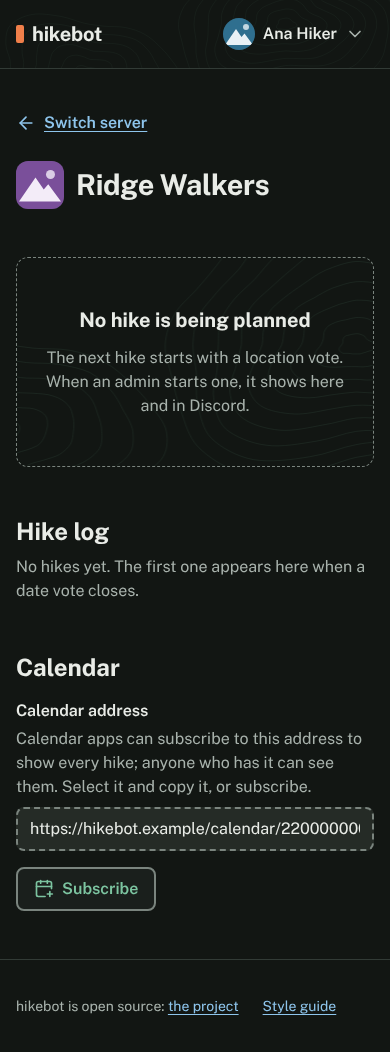 hikebot
Ana Hiker
Switch server
Ridge Walkers
No hike is being planned
The next hike starts with a location vote.
When an admin starts one, it shows here
and in Discord.
Hike log
No hikes yet. The first one appears here when a
date vote closes.
Calendar
Calendar address
Calendar apps can subscribe to this address to
show every hike; anyone who has it can see
them. Select it and copy it, or subscribe.
https://hikebot.example/calendar/22000000
Subscribe
hikebot is open source: the project Style guide